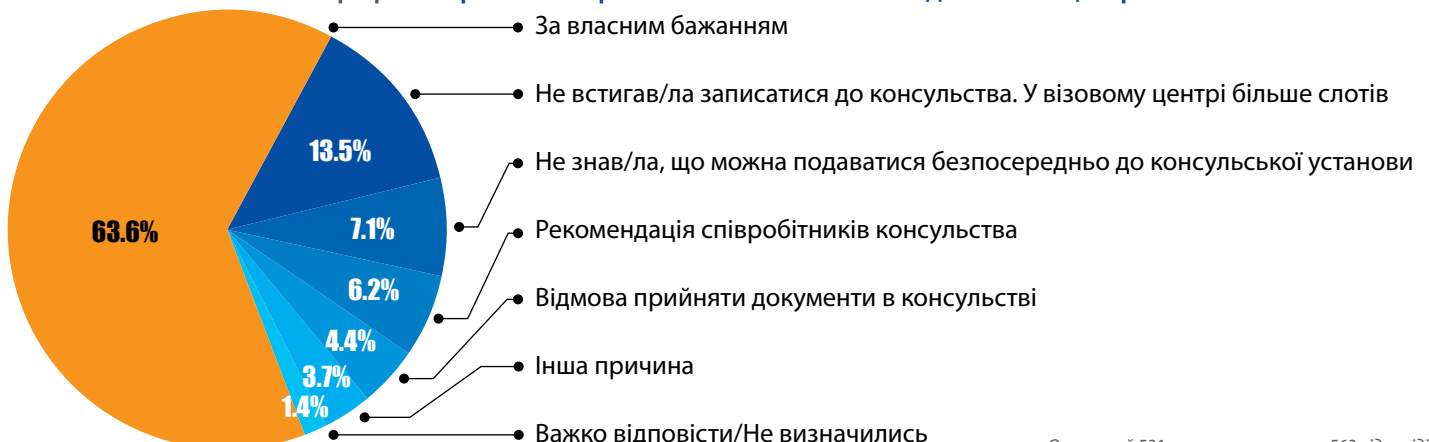 За власним бажанням
Не встигав/ла записатися до консульства. У візовому центрі більше слотів
13.5%
Не знав/ла, що можна подаватися безпосередньо до консульської установи
63.6%
7.1%
Рекомендація співробітників консульства
6.2%
Відмова прийняти документи в консульстві
4.4%
Інша причина
3.7%
1.4%
Важко відповісти/Не визначились